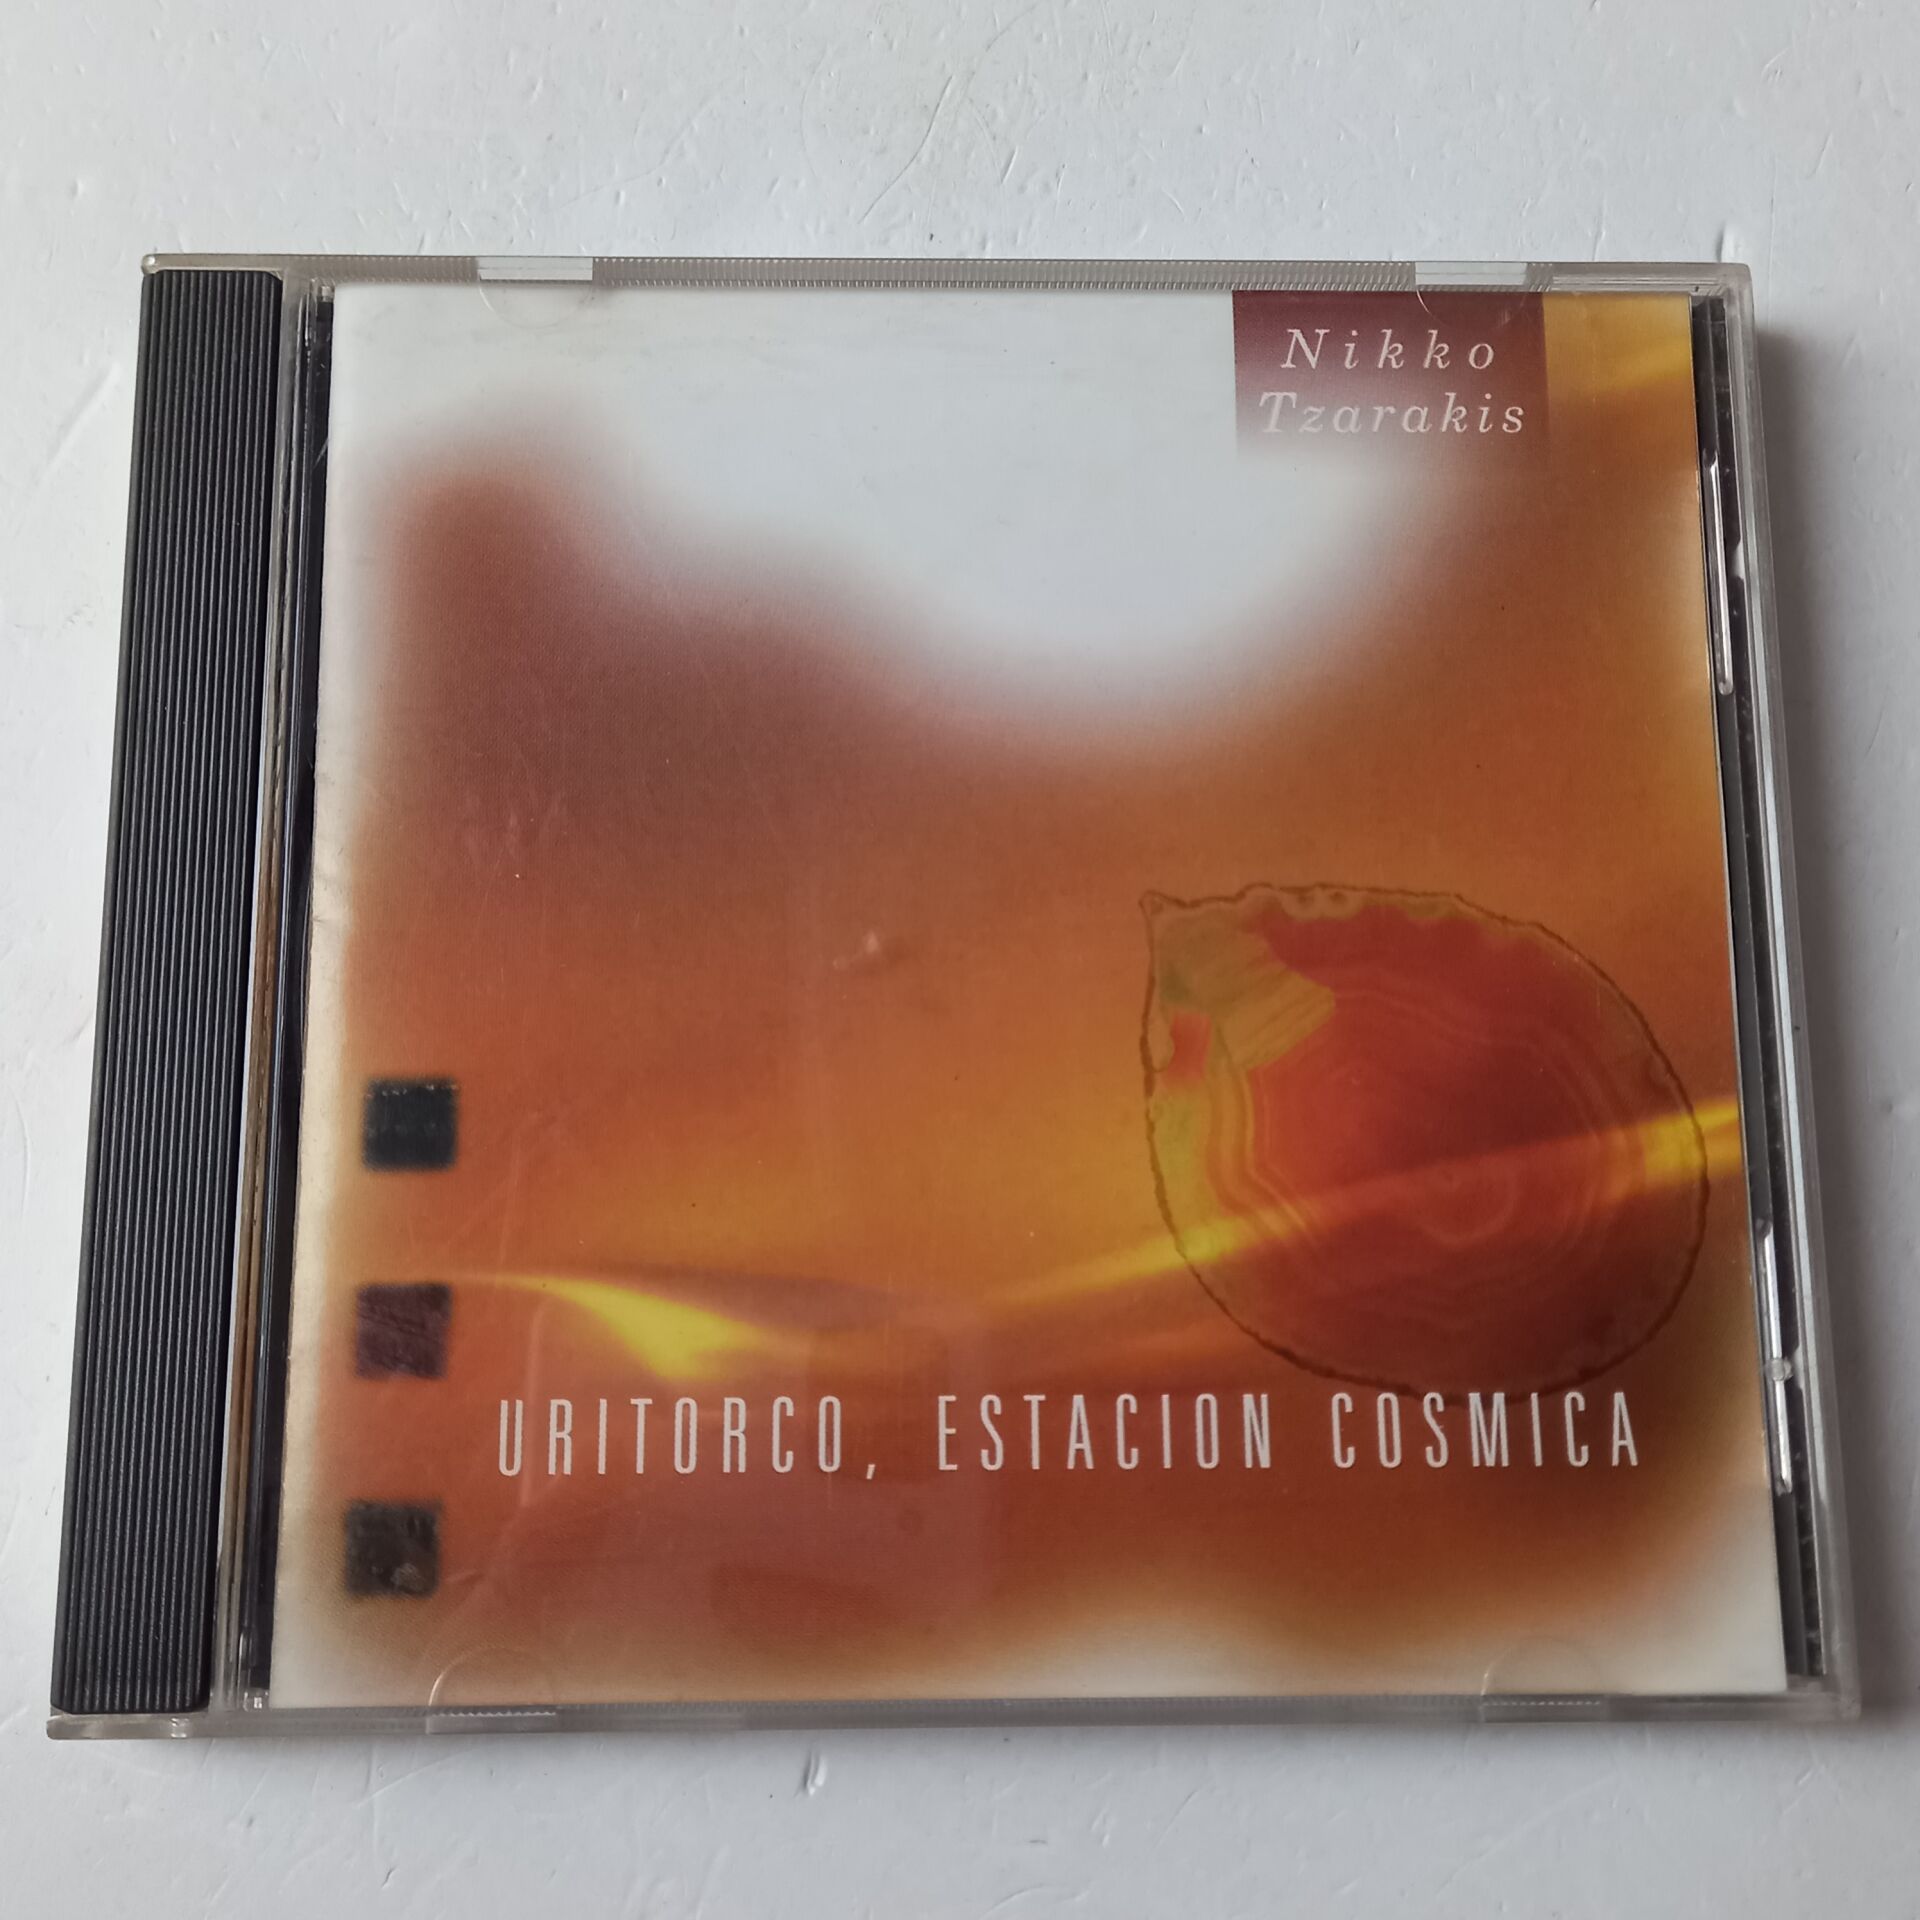 Nikko
Tzarakis
URITORCO, ESTACION COSMICA